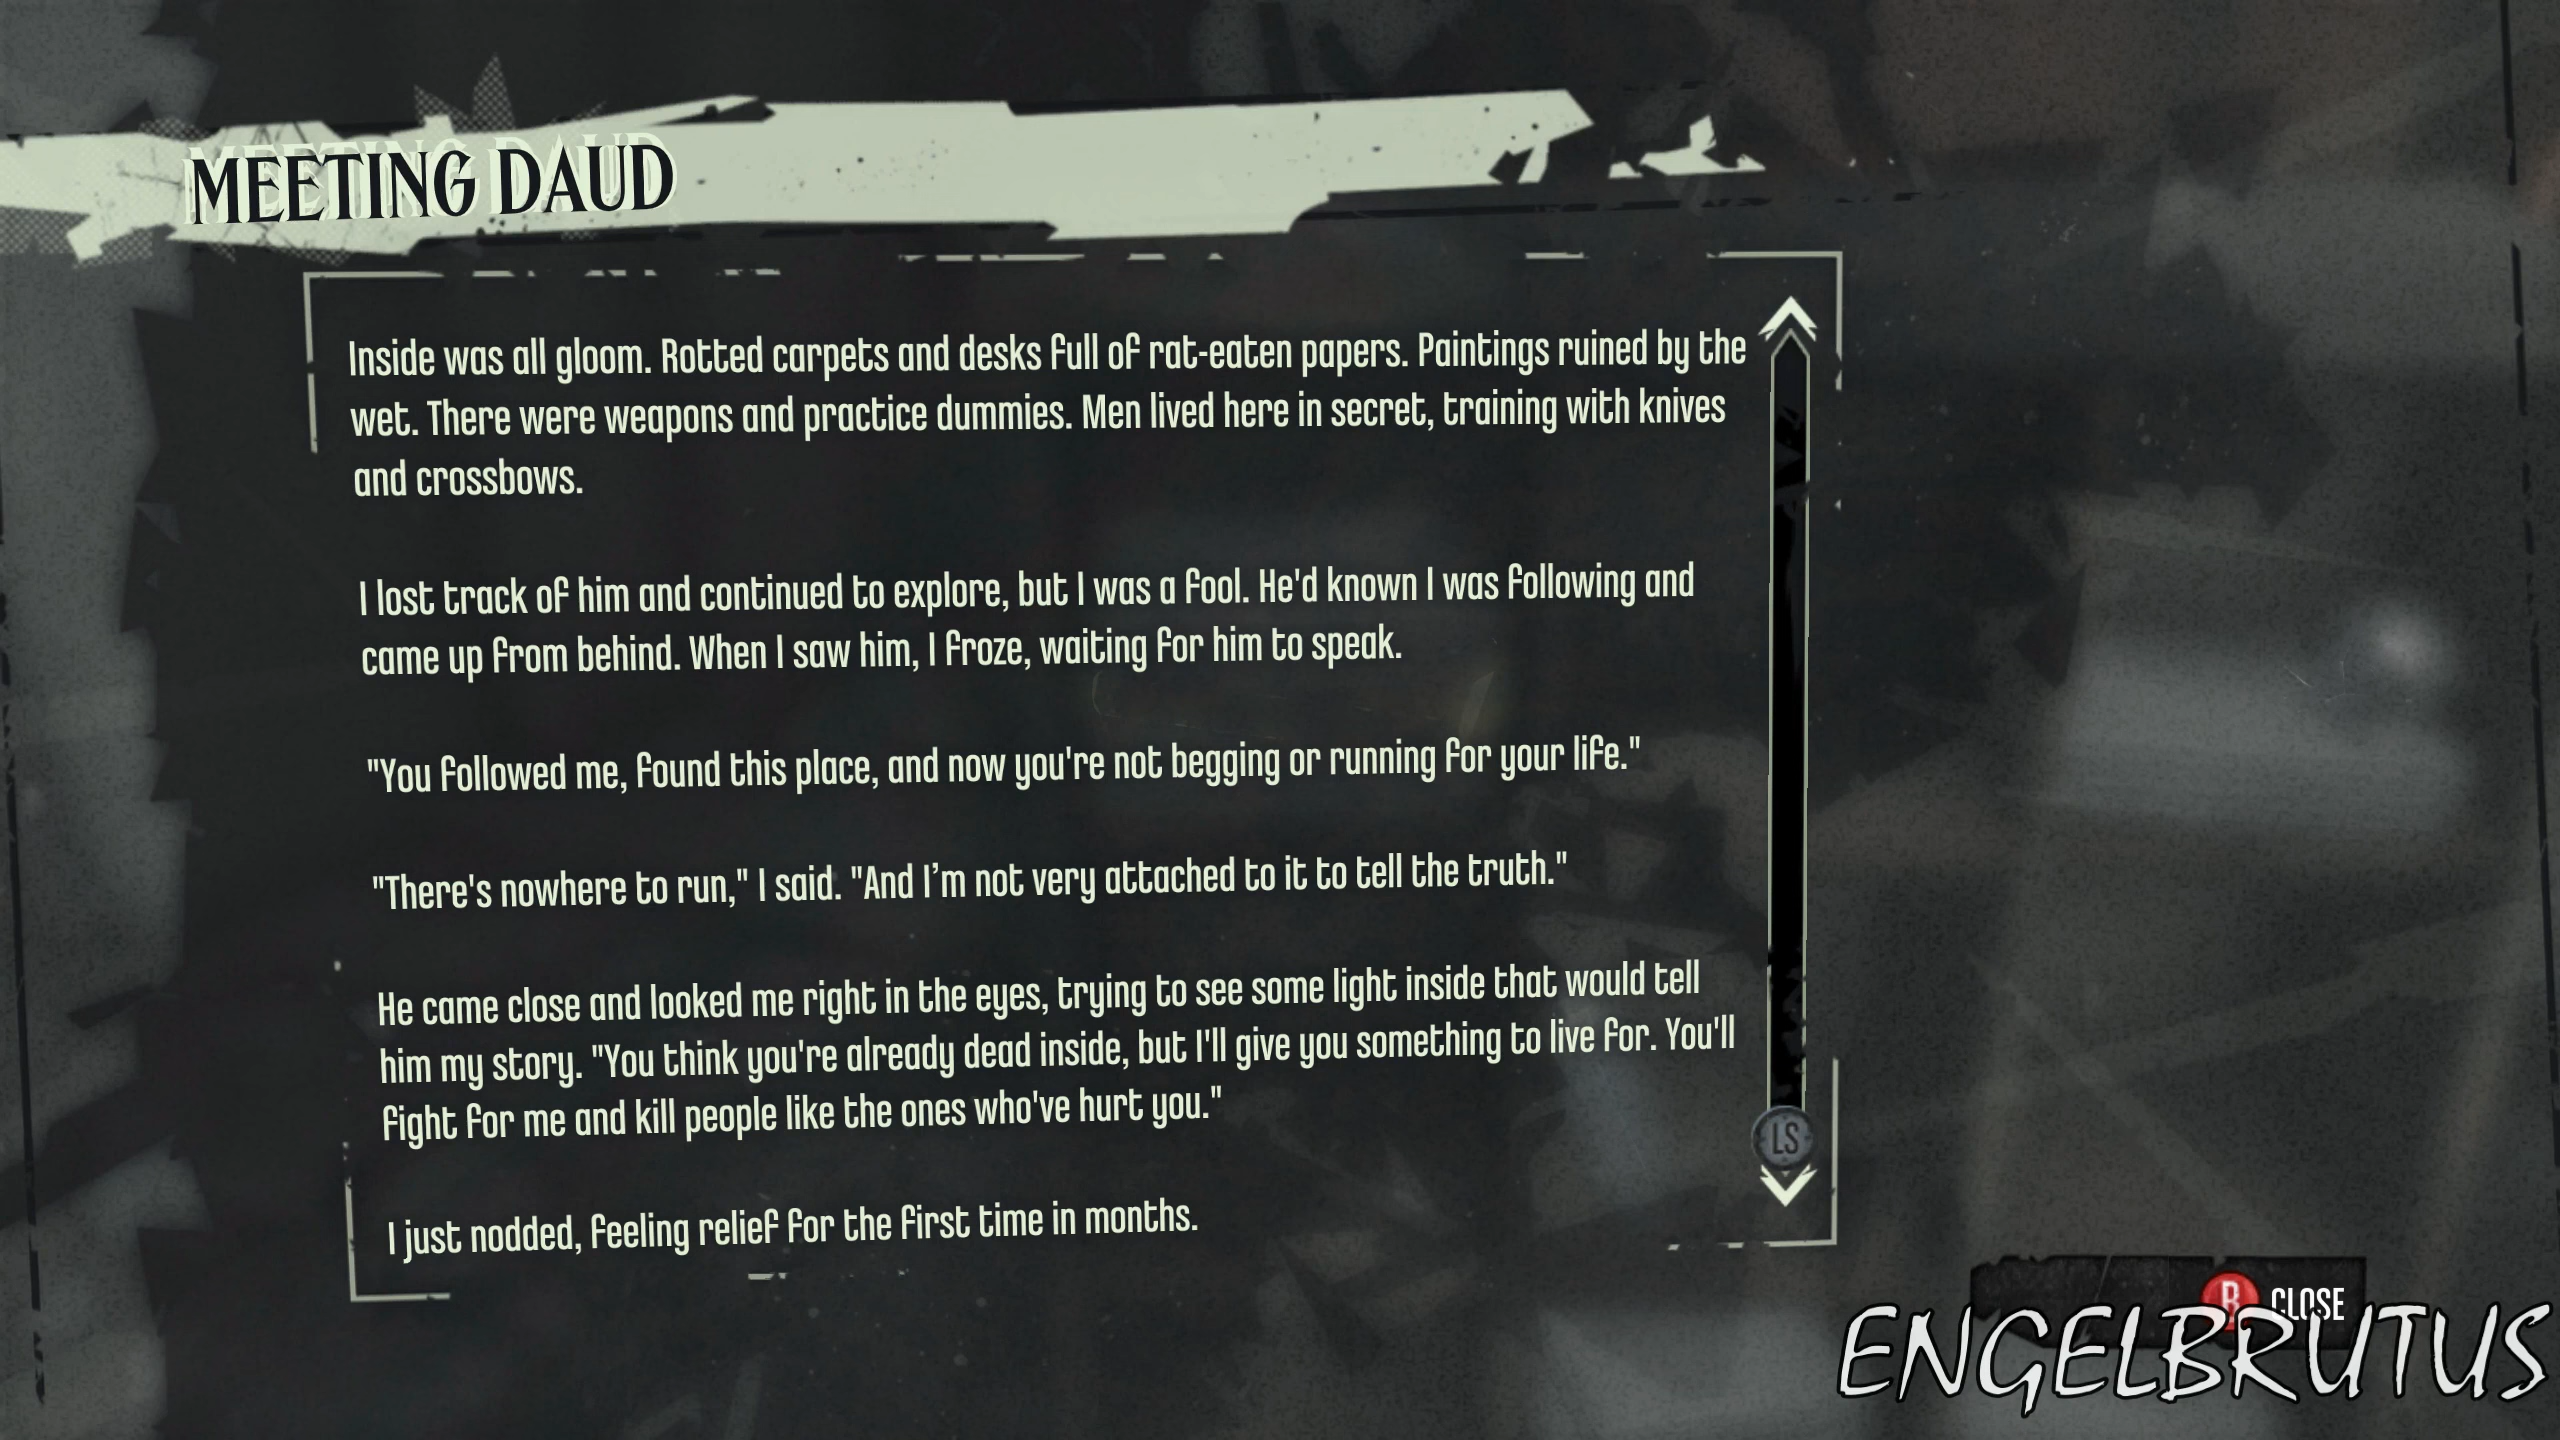 MEETING DAUD
Inside was all gloom. Rotted carpets and desks full of rat-eaten papers. Paintings ruined by the
wet. There were weapons and practice dummies. Men lived here in secret, training with knives
and crossbows.
I lost track of him and continued to explore, but I was a fool. He'd known I was following and
came up from behind. When I saw him, I froze, waiting for him to speak.
"You followed me, found this place, and now you're not begging or running for your life."
"There's nowhere to run," I said. "And I’m not very attached to it to tell the truth."
He came close and looked me right in the eyes, trying to see some light inside that would tell
him my story. "You think you're already dead inside, but I'll give you something to live for. You'll
fight for me and kill people like the ones who've hurt you."
I just nodded, feeling relief for the first time in months.
LS
B CLOSE
ENGELBRUTUS